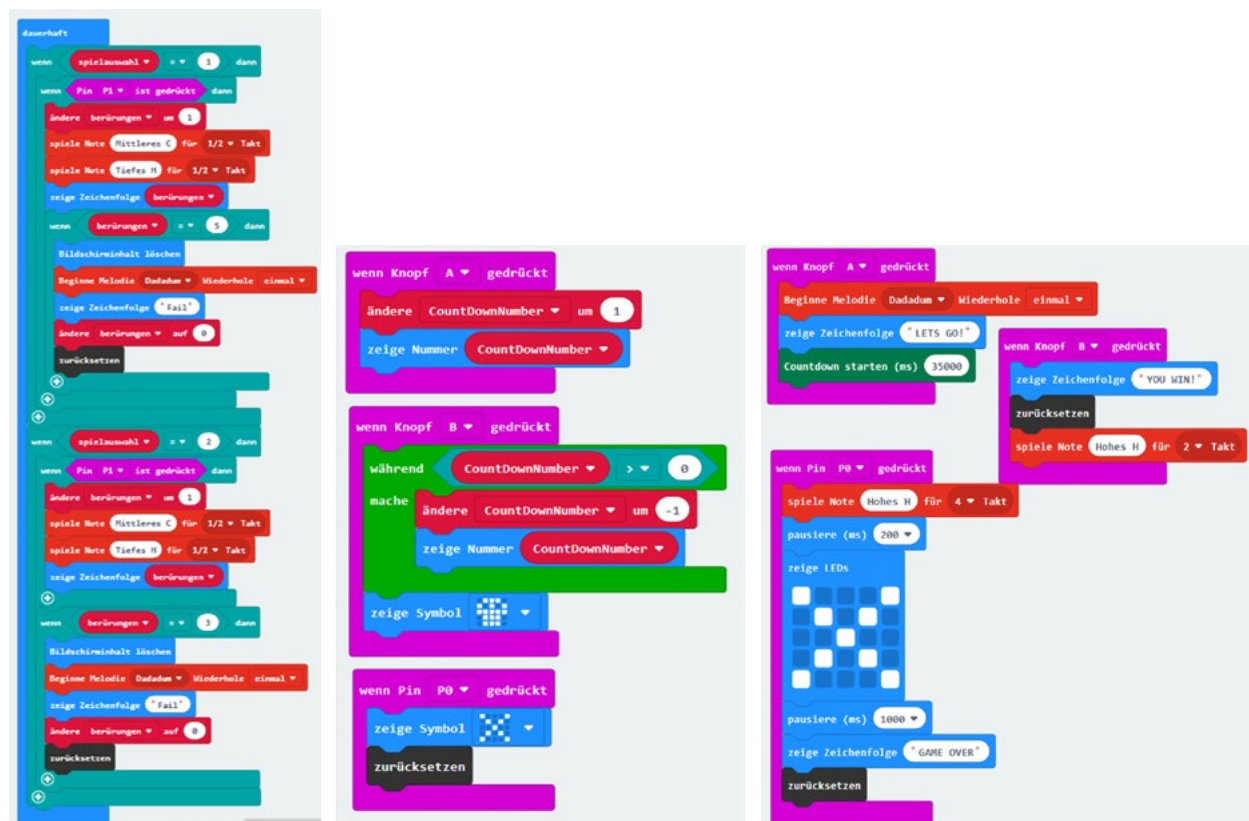 dauerhaft
wenn spielauswahl = 1 dann
wenn Pin P1 ist gedrückt dann
ändere berürungen um 1
spiele Note Mittleres C für 1/2 Takt
spiele Note Tiefes H für 1/2 Takt
zeige Zeichenfolge berürungen
wenn berürungen = 5 dann
Bildschirminhalt löschen
Beginne Melodie Dadadum Wiederhole einmal
zeige Zeichenfolge "Fail"
ändere berürungen auf 0
zurücksetzen
wenn spielauswahl = 2 dann
wenn Pin P1 ist gedrückt dann
ändere berürungen um 1
spiele Note Mittleres C für 1/2 Takt
spiele Note Tiefes H für 1/2 Takt
zeige Zeichenfolge berürungen
wenn berürungen = 3 dann
Bildschirminhalt löschen
Beginne Melodie Dadadum Wiederhole einmal
zeige Zeichenfolge "Fail"
ändere berürungen auf 0
zurücksetzen
wenn Knopf A gedrückt
ändere CountDownNumber um 1
zeige Nummer CountDownNumber
wenn Knopf B gedrückt
während CountDownNumber > 0
mache ändere CountDownNumber um -1
zeige Nummer CountDownNumber
zeige Symbol
wenn Pin P0 gedrückt
zeige Symbol
zurücksetzen
wenn Knopf A gedrückt
Beginne Melodie Dadadum Wiederhole einmal
zeige Zeichenfolge "LETS GO!"
Countdown starten (ms) 35000
wenn Knopf B gedrückt
zeige Zeichenfolge "YOU WIN!"
zurücksetzen
spiele Note Hohes H für 2 Takt
wenn Pin P0 gedrückt
spiele Note Hohes H für 4 Takt
pausiere (ms) 200
zeige LEDs
pausiere (ms) 1000
zeige Zeichenfolge "GAME OVER"
zurücksetzen